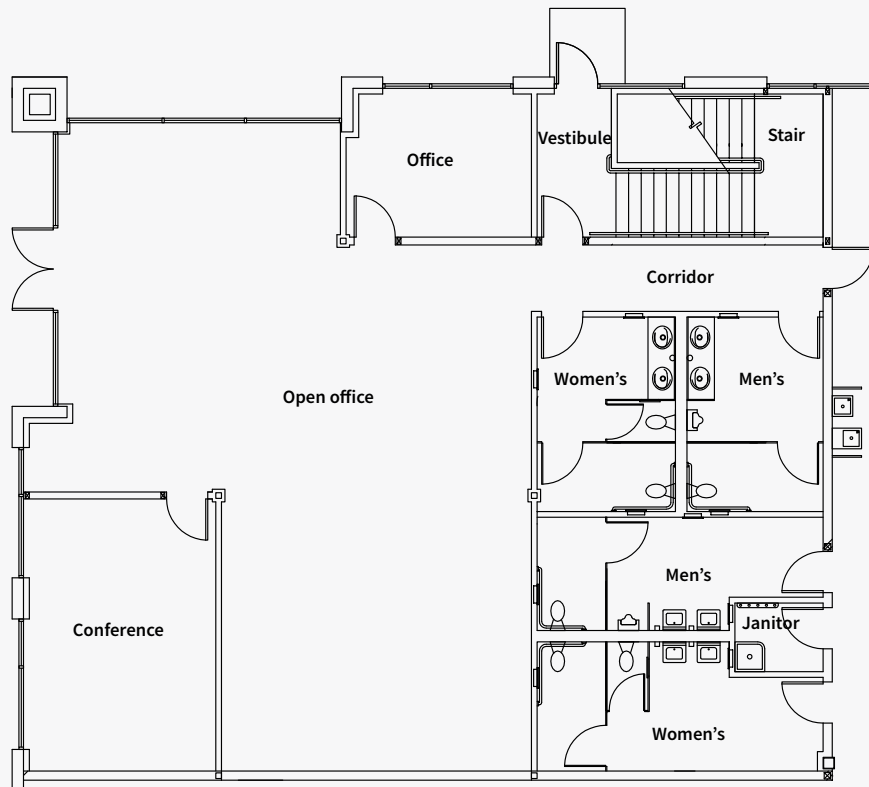 Vestibule
Stair
Office
Corridor
Women’s
Men’s
Open office
Men’s
Janitor
Conference
Women’s